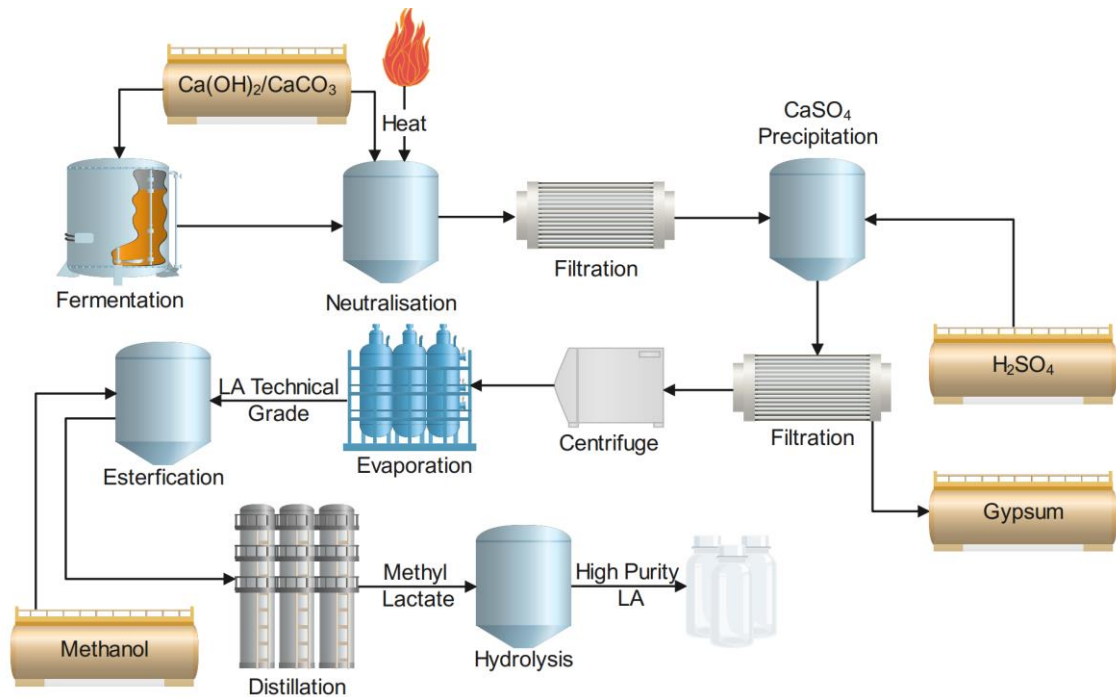 Ca(OH)₂/CaCO₃
Heat
CaSO₄
Precipitation
Fermentation
Neutralisation
Filtration
H₂SO₄
LA Technical
Grade
Esterfication
Evaporation
Centrifuge
Filtration
Gypsum
Methanol
Distillation
Methyl
Lactate
Hydrolysis
High Purity
LA